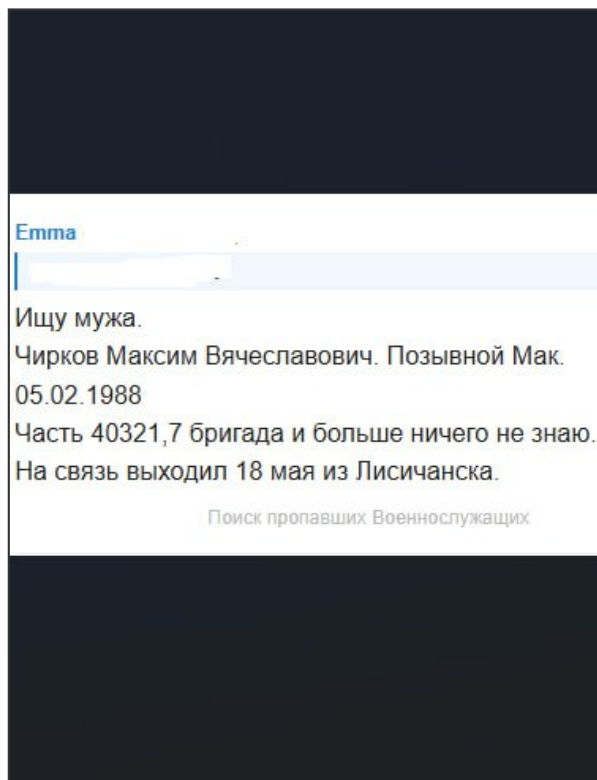 Emma
Ищу мужа.
Чирков Максим Вячеславович. Позывной Мак.
05.02.1988
Часть 40321,7 бригада и больше ничего не знаю.
На связь выходил 18 мая из Лисичанска.
Поиск пропавших Военнослужащих